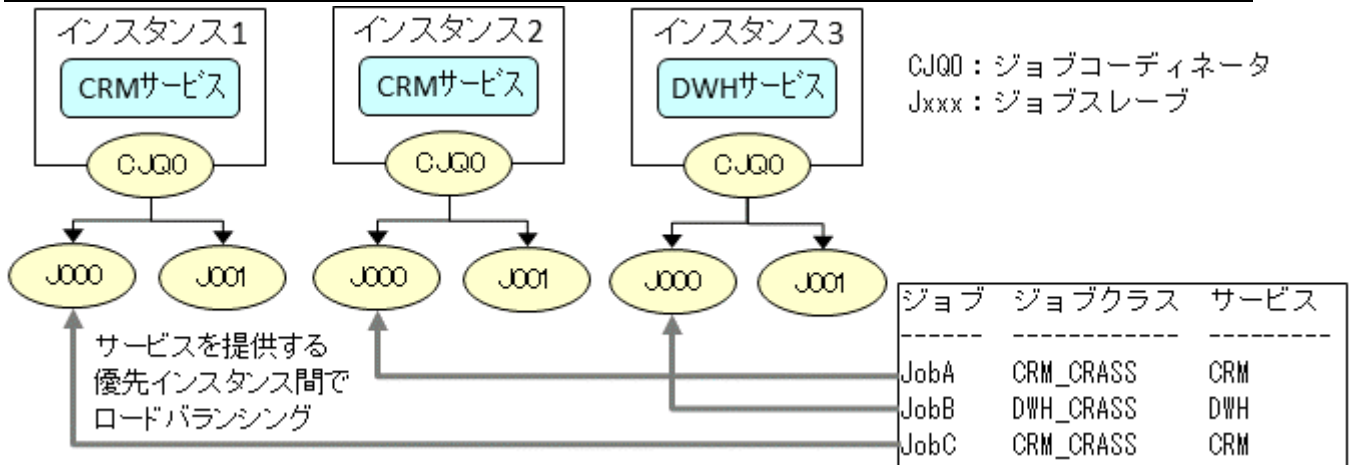 インスタンス1
インスタンス2
インスタンス3
CRMサービス
CRMサービス
DWHサービス
CJQ0：ジョブコーディネータ
Jxxx：ジョブスレーブ
CJQ0
CJQ0
CJQ0
J000
J001
J000
J001
J000
J001
サービスを提供する
優先インスタンス間で
ロードバランシング
ジョブ ジョブクラス サービス
------ ------------ ---------
JobA CRM_CRASS CRM
JobB DWH_CRASS DWH
JobC CRM_CRASS CRM